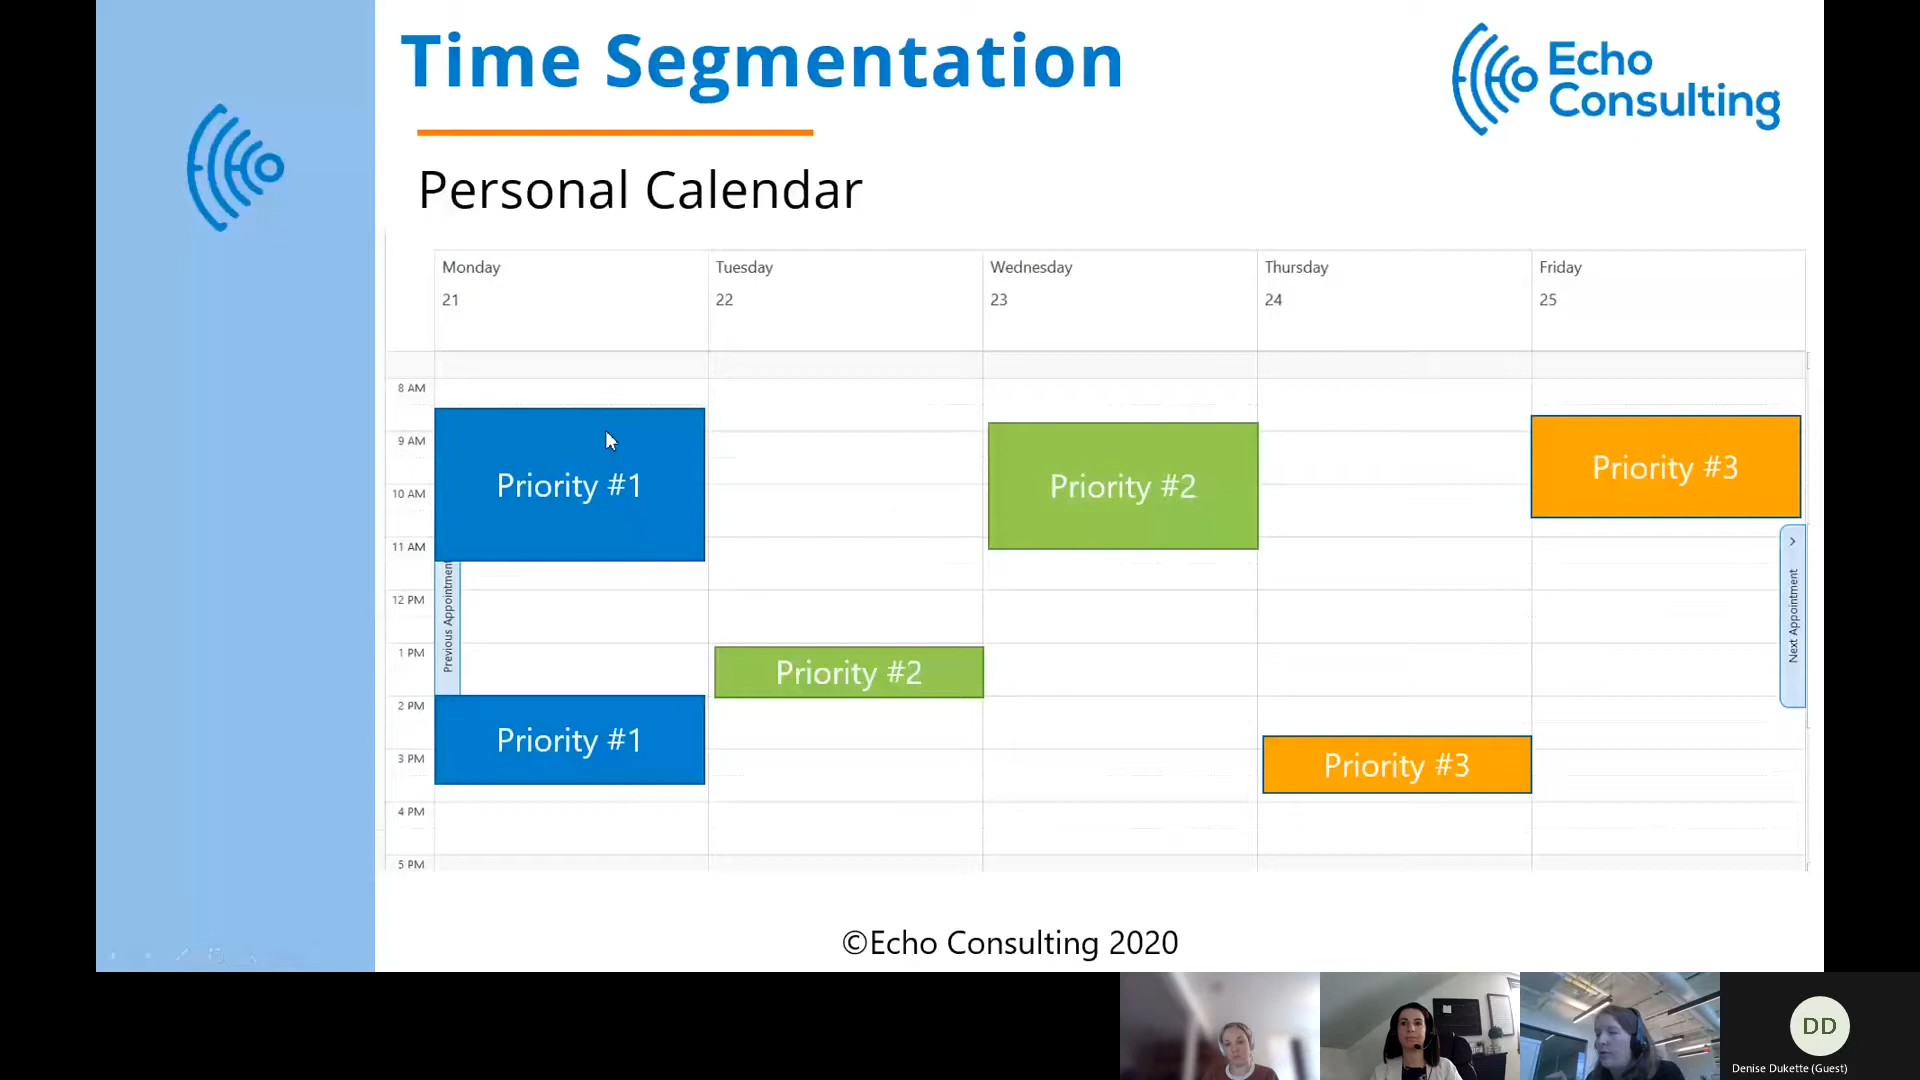 Time Segmentation
Echo
Consulting
Echo
Personal Calendar
Monday
Tuesday
Wednesday
Thursday
Friday
21
22
23
24
25
8 AM
9 AM
10 AM
11 AM
12 PM
1 PM
2 PM
3 PM
4 PM
5 PM
Priority #1
Priority #2
Priority #3
Previous Appointment
Next Appointment
Priority #2
Priority #1
Priority #3
©Echo Consulting 2020
DD
Denise Dukette (Guest)